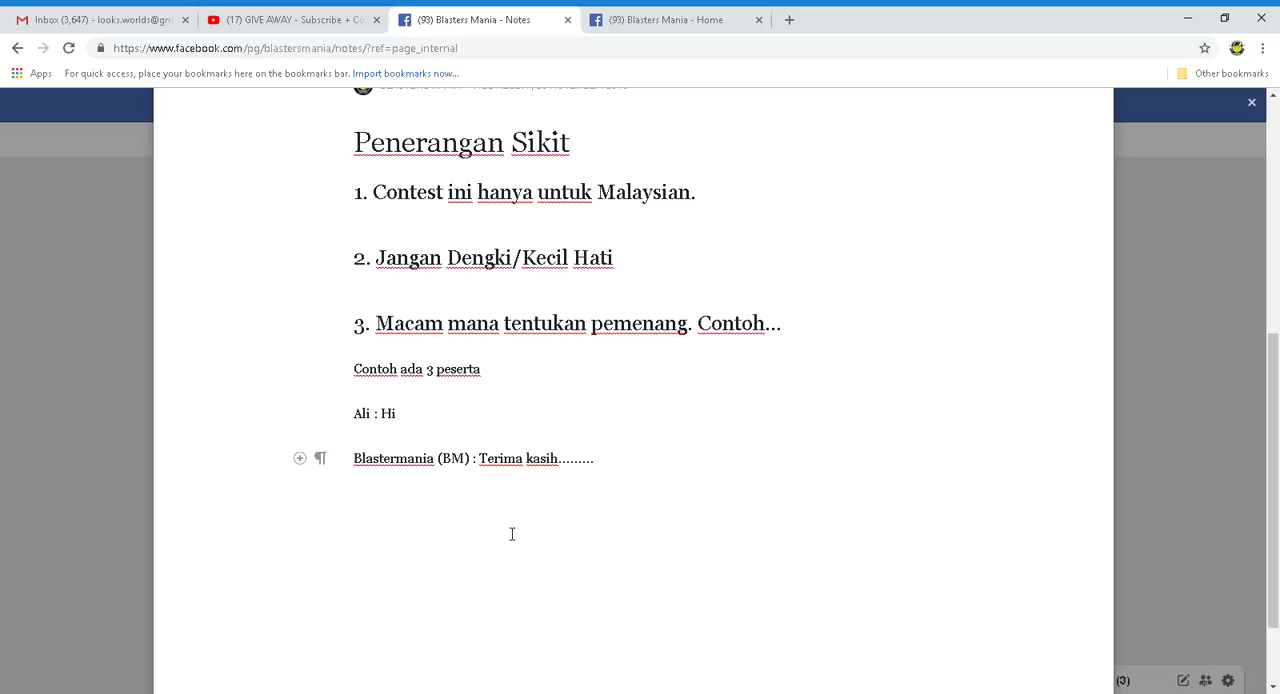 Inbox (3,647) - looks.worlds@gm
(17) GIVE AWAY - Subscribe + Co
(93) Blasters Mania - Notes
(93) Blasters Mania - Home
https://www.facebook.com/pg/blastersmania/notes/?ref=page_internal
Apps For quick access, place your bookmarks here on the bookmarks bar. Import bookmarks now... Other bookmarks
Penerangan Sikit
1. Contest ini hanya untuk Malaysian.
2. Jangan Dengki/Kecil Hati
3. Macam mana tentukan pemenang. Contoh...
Contoh ada 3 peserta
Ali : Hi
Blastermania (BM) : Terima kasih.........
(3)